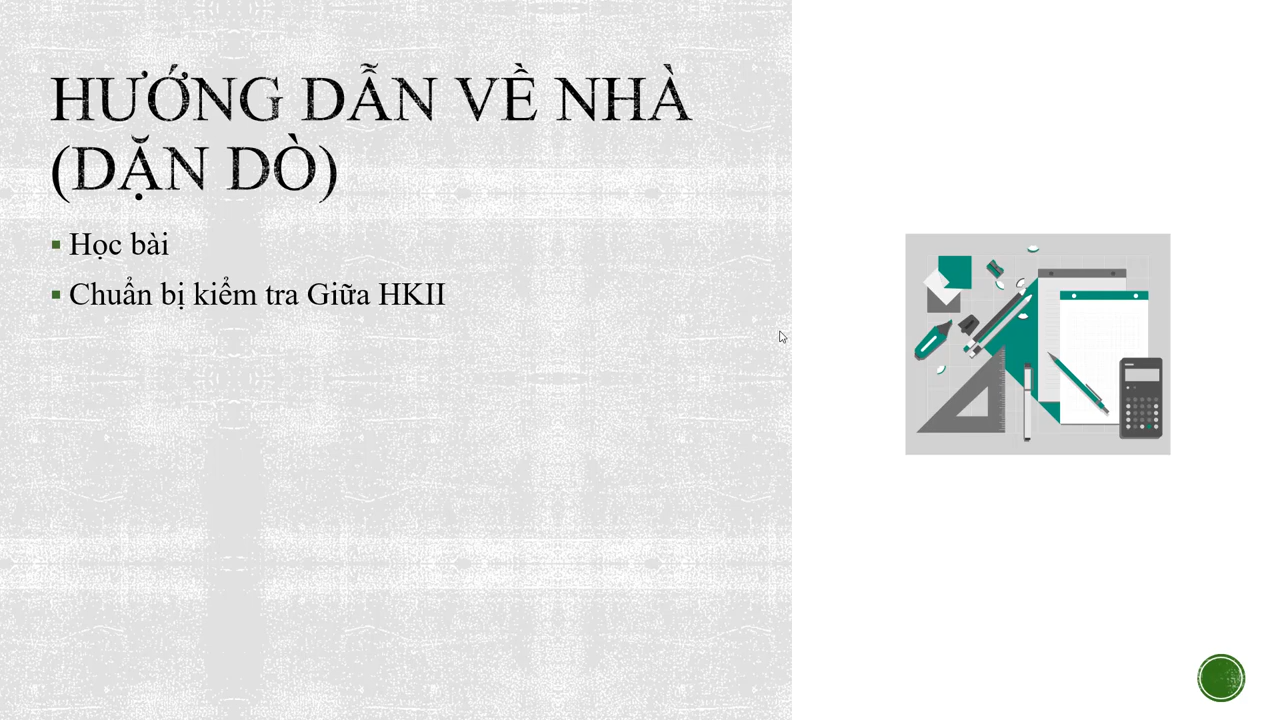 HƯỚNG DẪN VỀ NHÀ
(DẶN DÒ)
Học bài
Chuẩn bị kiểm tra Giữa HKII